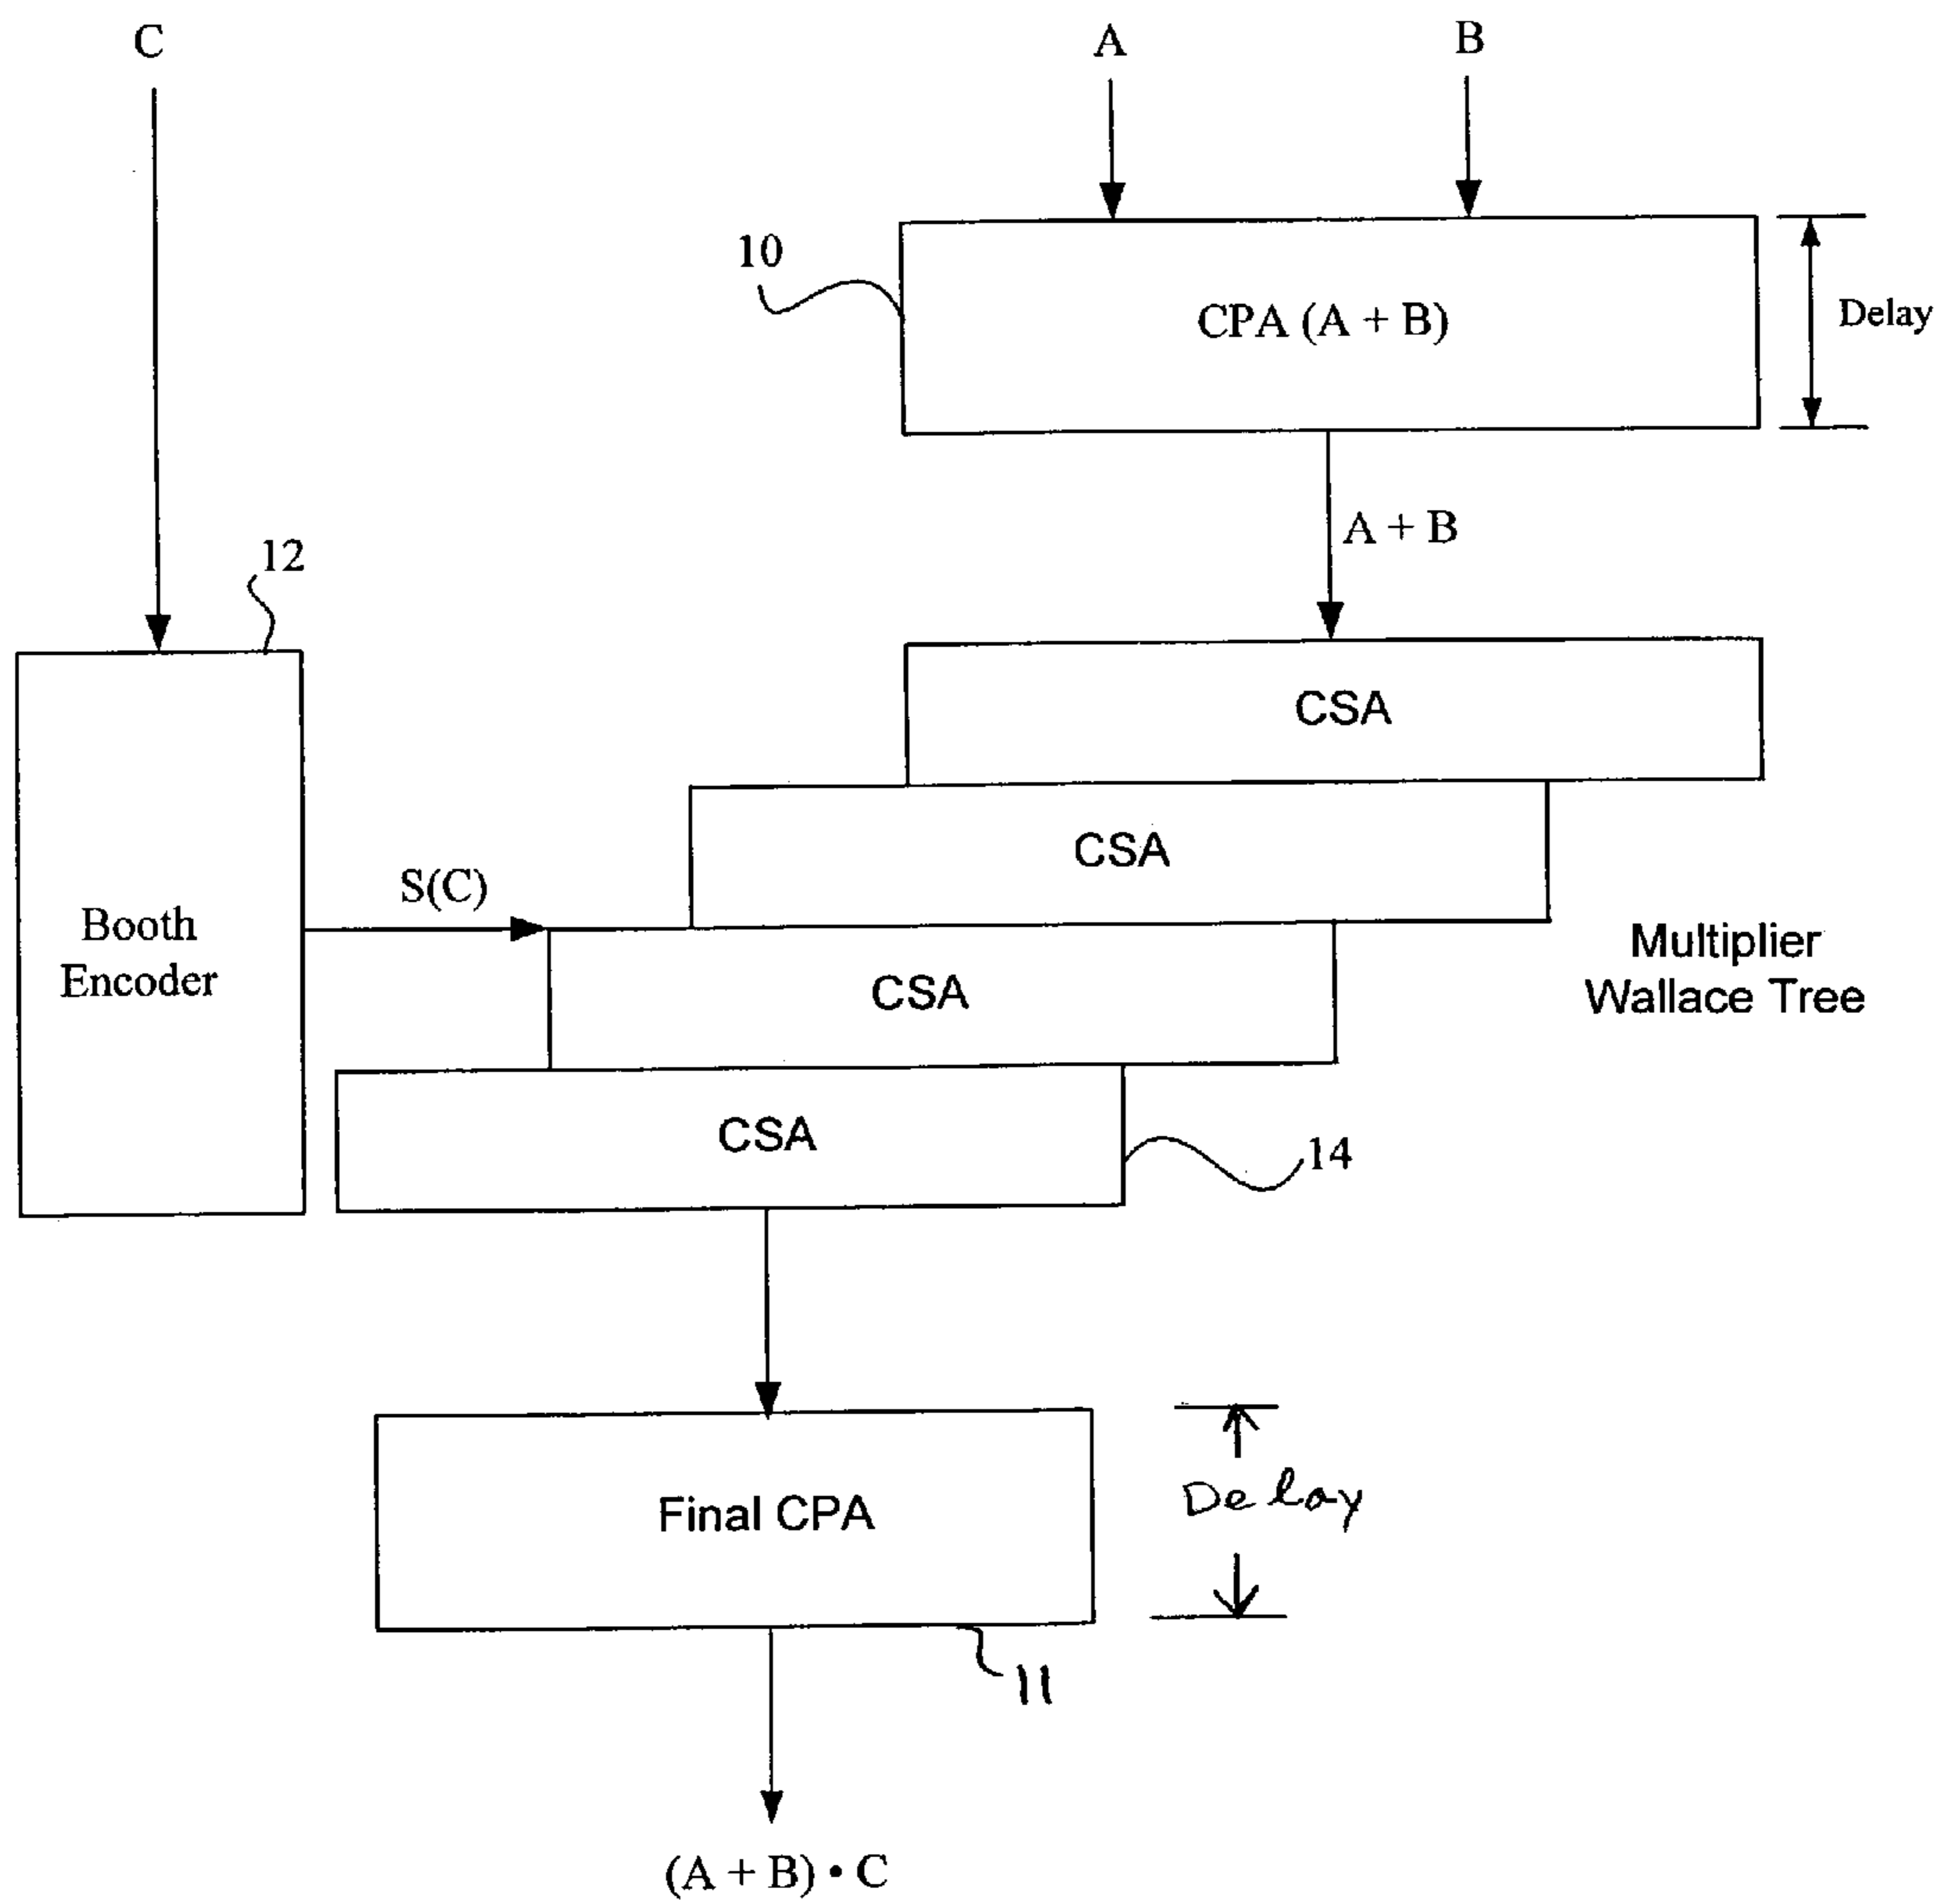 C
A
B
10
CPA (A + B)
Delay
A + B
12
CSA
CSA
S(C)
Booth
Encoder
CSA
Multiplier
Wallace Tree
CSA
14
Final CPA
Delay
11
(A + B) • C